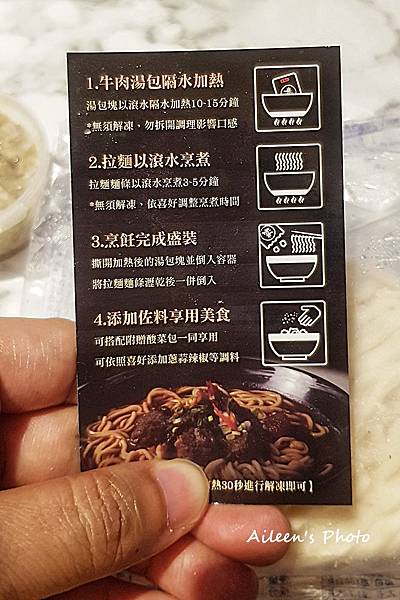 1.牛肉湯包隔水加熱
湯包塊以滾水隔水加熱10-15分鐘
*無須解凍、勿拆開調理影響口感
2.拉麵以滾水烹煮
拉麵麵條以滾水烹煮3-5分鐘
*無須解凍、依喜好調整烹煮時間
3.烹飪完成盛裝
撕開加熱後的湯包塊並倒入容器
將拉麵麵條瀝乾後一併倒入
4.添加佐料享用美食
可搭配附贈酸菜包一同享用
可依照喜好添加蔥蒜辣椒等調料
熱30秒進行解凍即可】
Aileen's Photo